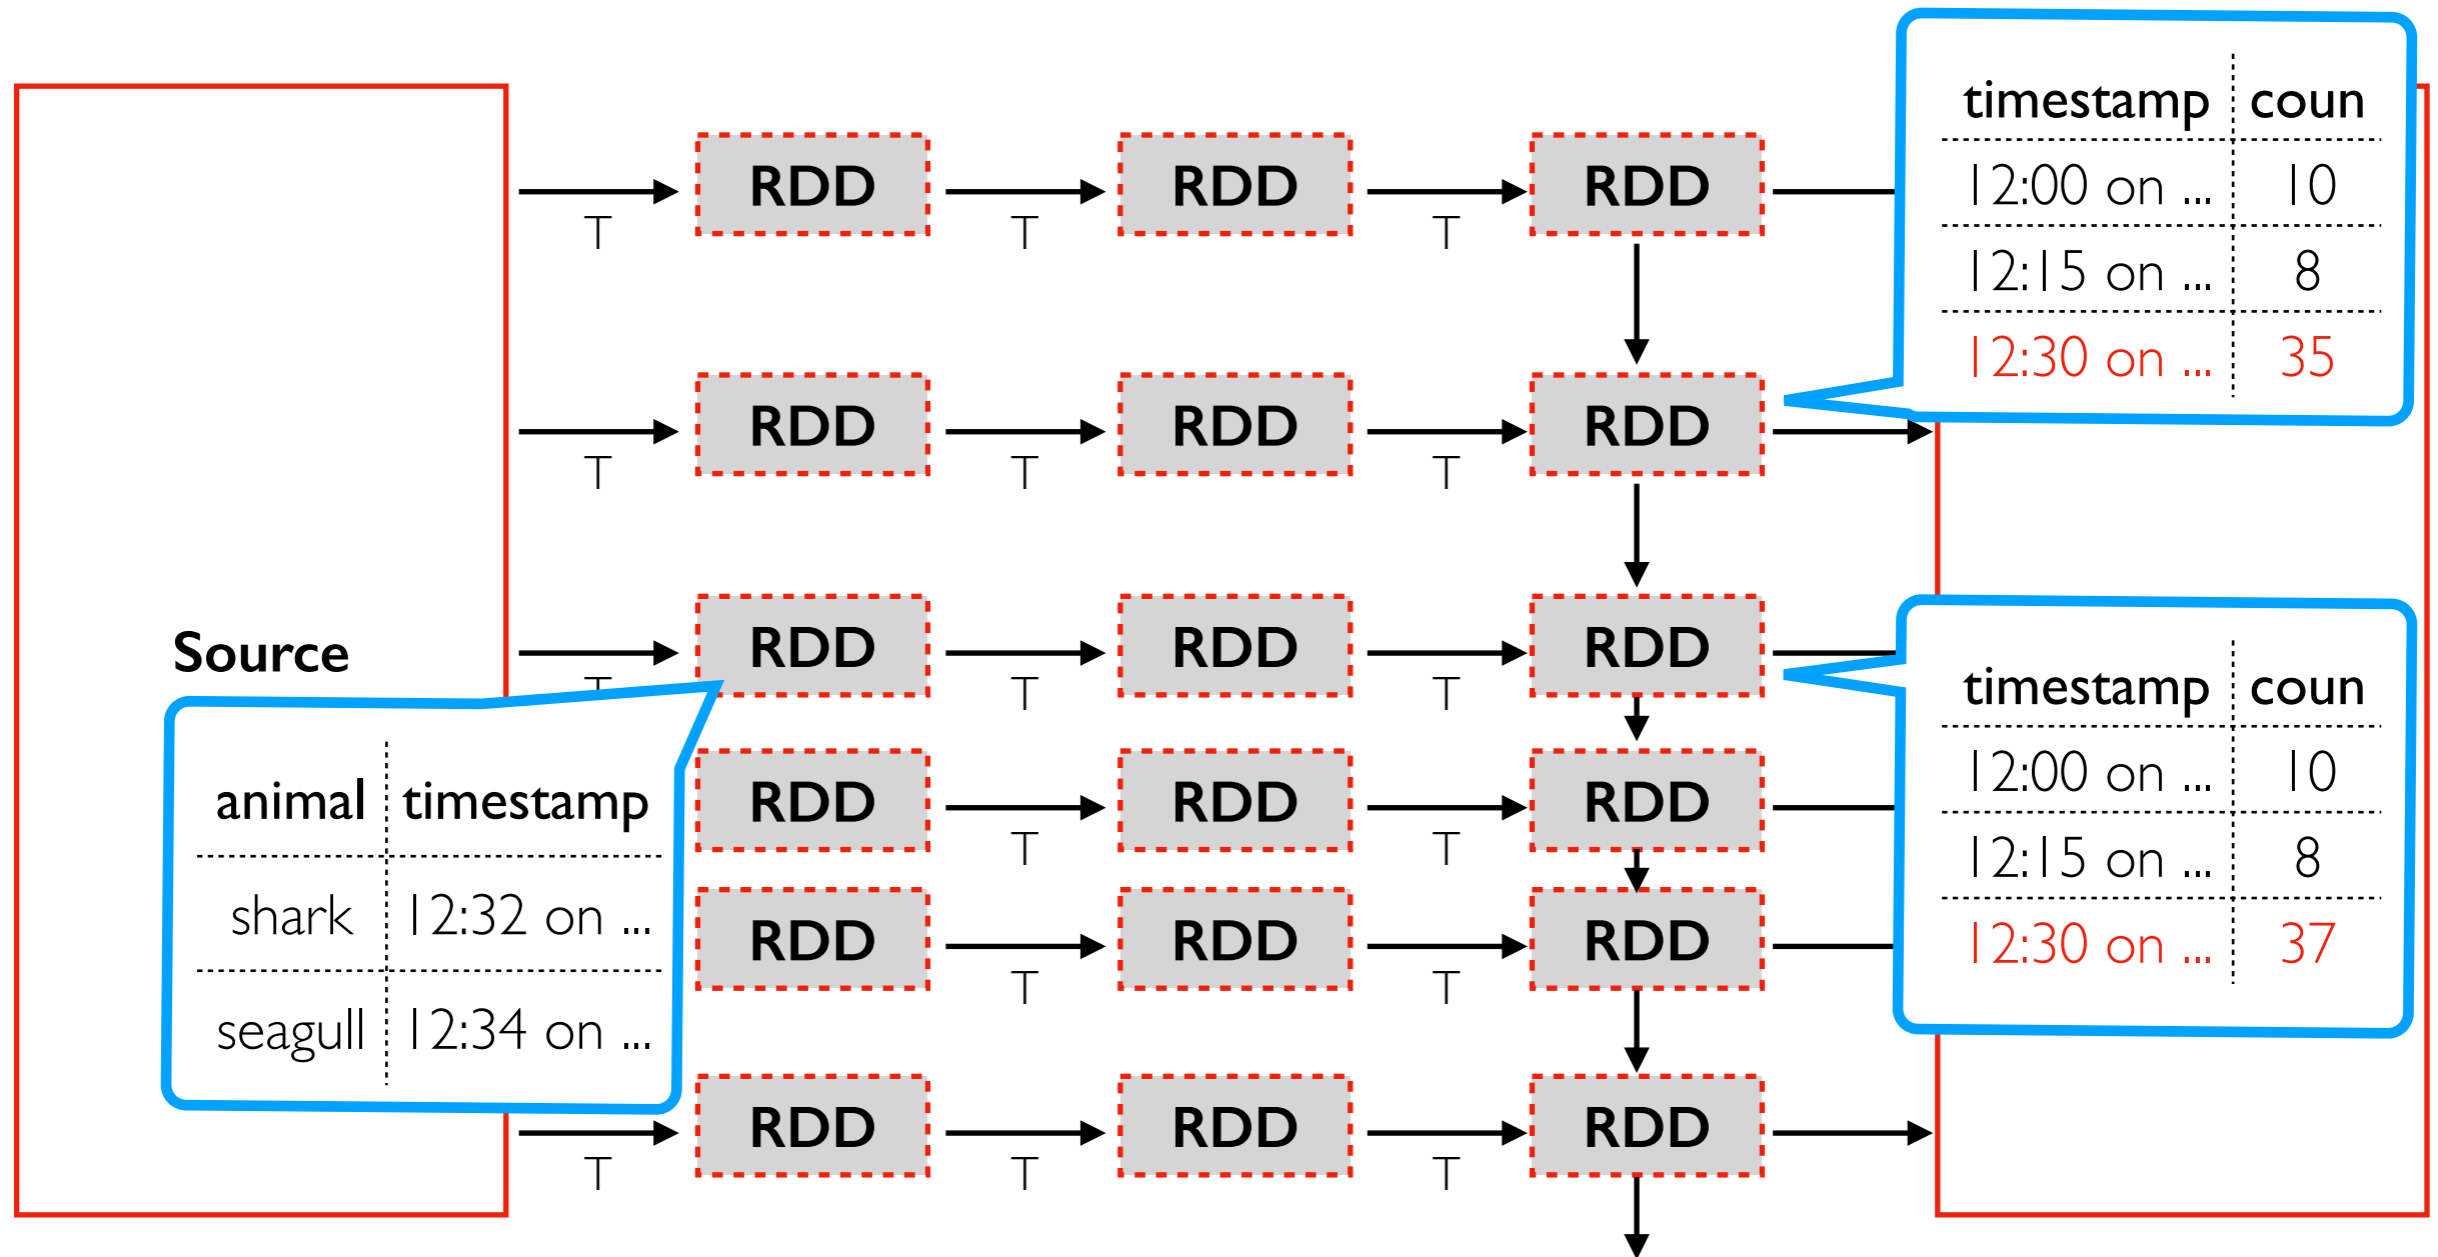 timestamp coun
12:00 on ... 10
12:15 on ... 8
12:30 on ... 35
RDD RDD RDD
T T T
RDD RDD RDD
T T T
Source
RDD RDD RDD
T T T
timestamp coun
12:00 on ... 10
12:15 on ... 8
12:30 on ... 37
animal timestamp
shark 12:32 on ...
seagull 12:34 on ...
RDD RDD RDD
T T
RDD RDD RDD
T T
RDD RDD RDD
T T T